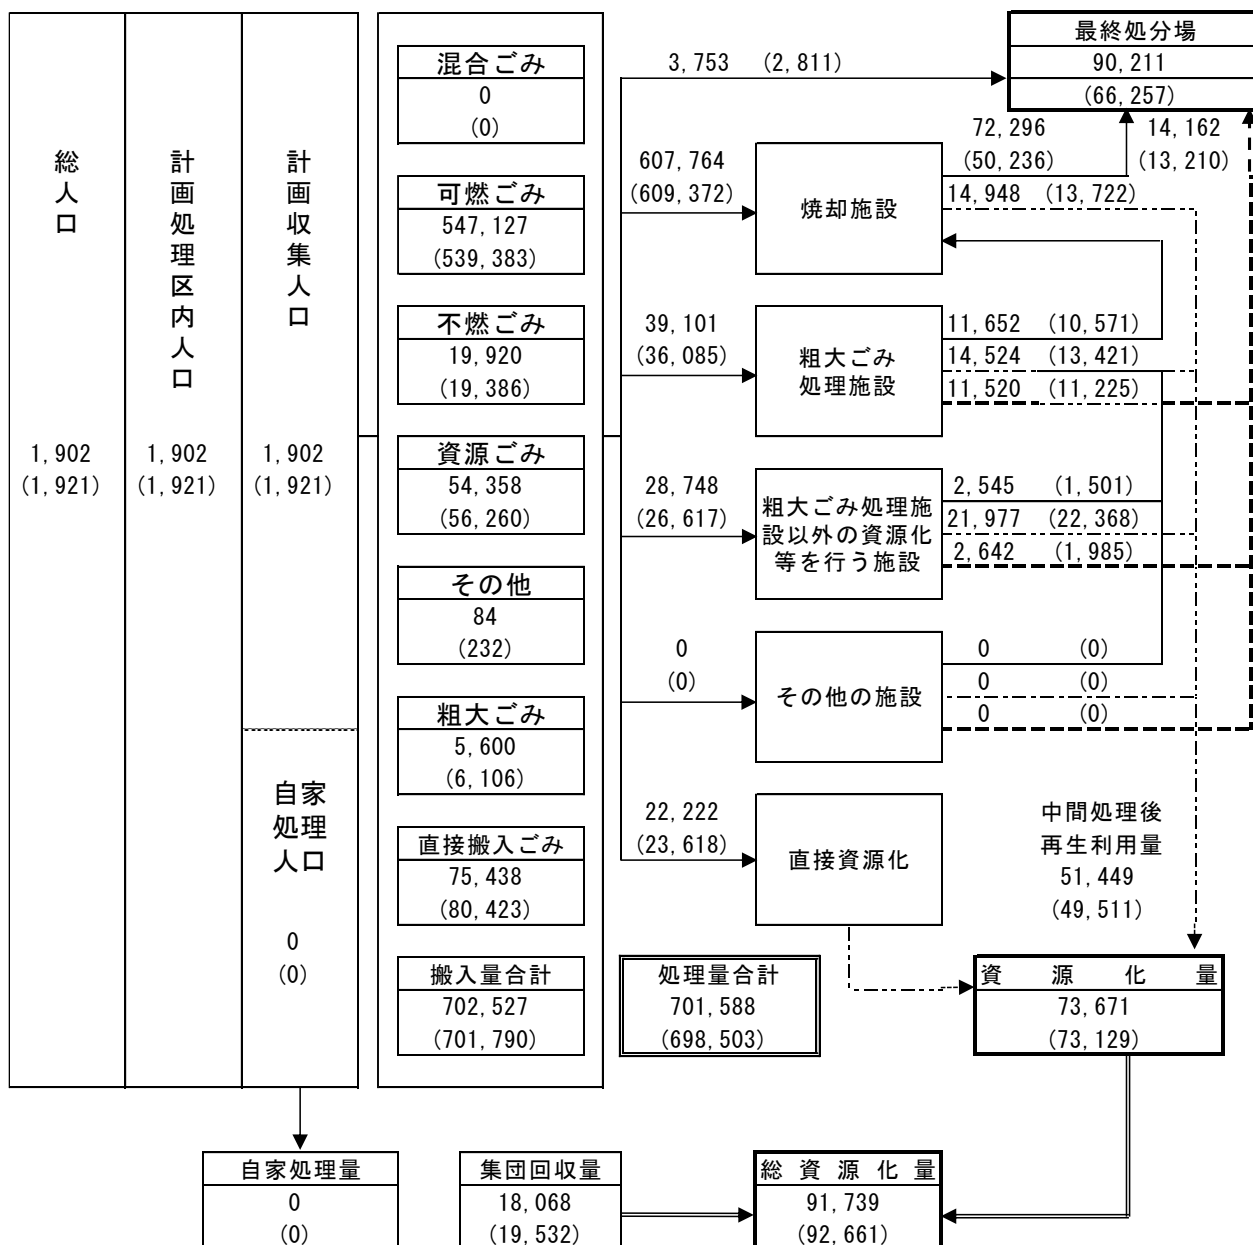 総人口
1,902
(1,921)
計画処理区内人口
1,902
(1,921)
計画収集人口
1,902
(1,921)
自家
処理
人口
0
(0)
混合ごみ
0
(0)
可燃ごみ
547,127
(539,383)
不燃ごみ
19,920
(19,386)
資源ごみ
54,358
(56,260)
その他
84
(232)
粗大ごみ
5,600
(6,106)
直接搬入ごみ
75,438
(80,423)
搬入量合計
702,527
(701,790)
3,753 (2,811)
607,764
(609,372)
39,101
(36,085)
28,748
(26,617)
0
(0)
22,222
(23,618)
処理量合計
701,588
(698,503)
焼却施設
粗大ごみ
処理施設
粗大ごみ処理施
設以外の資源化
等を行う施設
その他の施設
直接資源化
最終処分場
90,211
(66,257)
72,296
(50,236)
14,162
(13,210)
14,948 (13,722)
11,652 (10,571)
14,524 (13,421)
11,520 (11,225)
2,545 (1,501)
21,977 (22,368)
2,642 (1,985)
0 (0)
0 (0)
0 (0)
中間処理後
再生利用量
51,449
(49,511)
資源化量
73,671
(73,129)
自家処理量
0
(0)
集団回収量
18,068
(19,532)
総資源化量
91,739
(92,661)